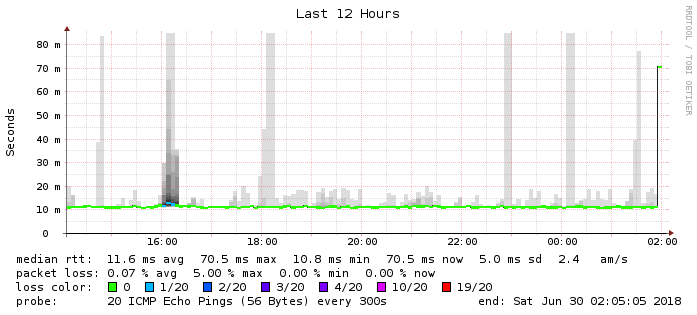 Last 12 Hours
RRDTOOL / TOBI OETIKER
Seconds
80 m
70 m
60 m
50 m
40 m
30 m
20 m
10 m
0
16:00 18:00 20:00 22:00 00:00 02:00
median rtt: 11.6 ms avg 70.5 ms max 10.8 ms min 70.5 ms now 5.0 ms sd 2.4 am/s
packet loss: 0.07 % avg 5.00 % max 0.00 % min 0.00 % now
loss color: 0 1/20 2/20 3/20 4/20 10/20 19/20
probe: 20 ICMP Echo Pings (56 Bytes) every 300s end: Sat Jun 30 02:05:05 2018